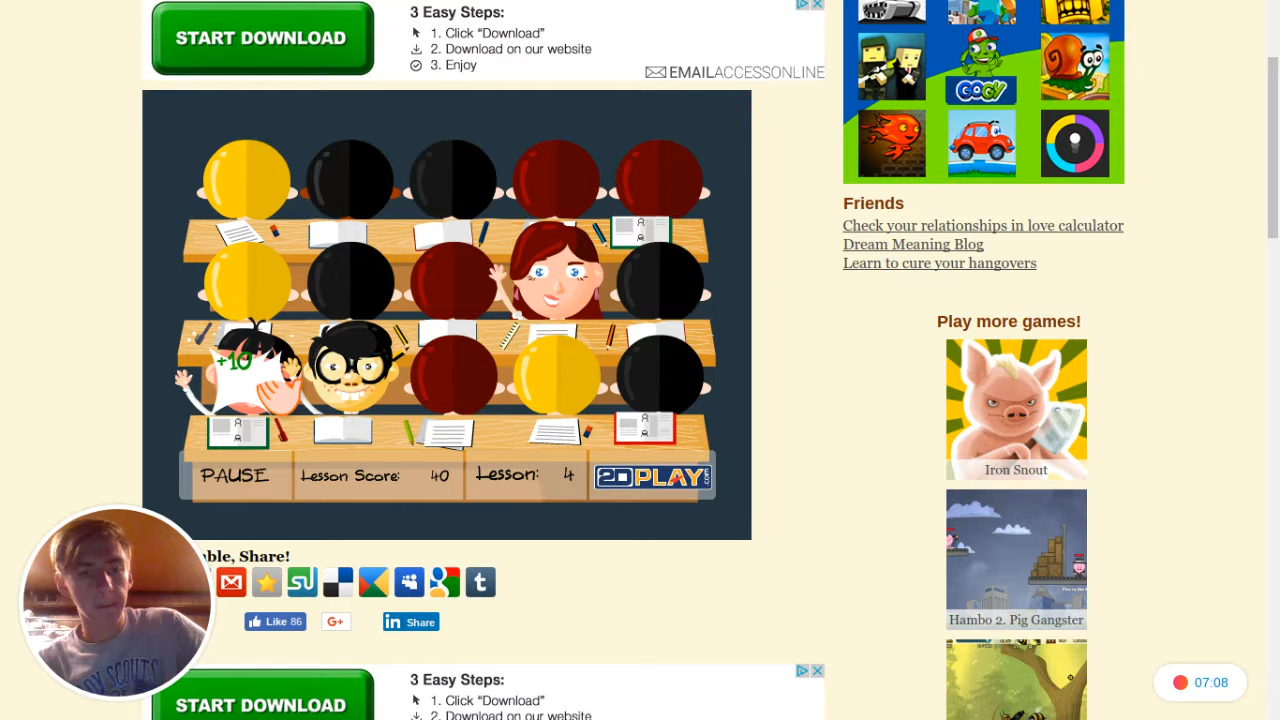 3 Easy Steps:
START DOWNLOAD
1. Click “Download”
2. Download on our website
3. Enjoy
EMAILACCESSONLINE
GOGY
Friends
Check your relationships in love calculator
Dream Meaning Blog
Learn to cure your hangovers
Play more games!
Iron Snout
Hambo 2. Pig Gangster
+10
PAUSE
Lesson Score: 40
Lesson: 4
2DPLAY.com
ble, Share!
Like 86
G+
in Share
3 Easy Steps:
START DOWNLOAD
1. Click “Download”
2. Download on our website
07:08